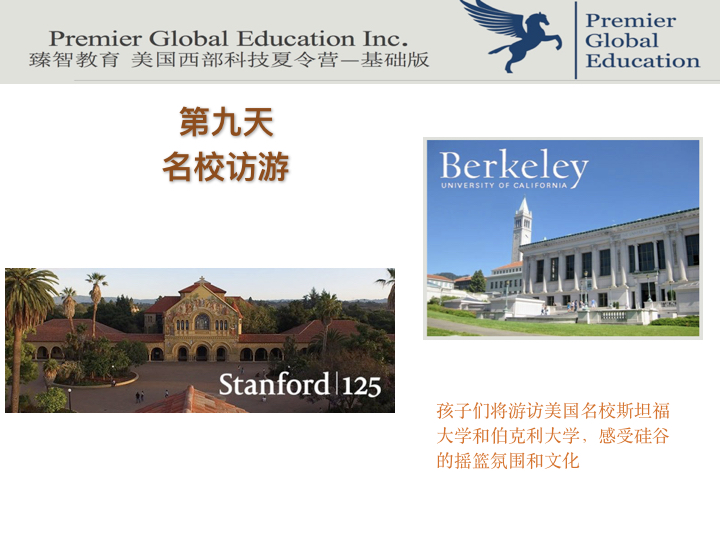 Premier Global Education Inc.
臻智教育 美国西部科技夏令营—基础版
Premier
Global
Education
第九天
名校访游
Berkeley
UNIVERSITY OF CALIFORNIA
Stanford 125
孩子们将游访美国名校斯坦福
大学和伯克利大学，感受硅谷
的摇篮氛围和文化